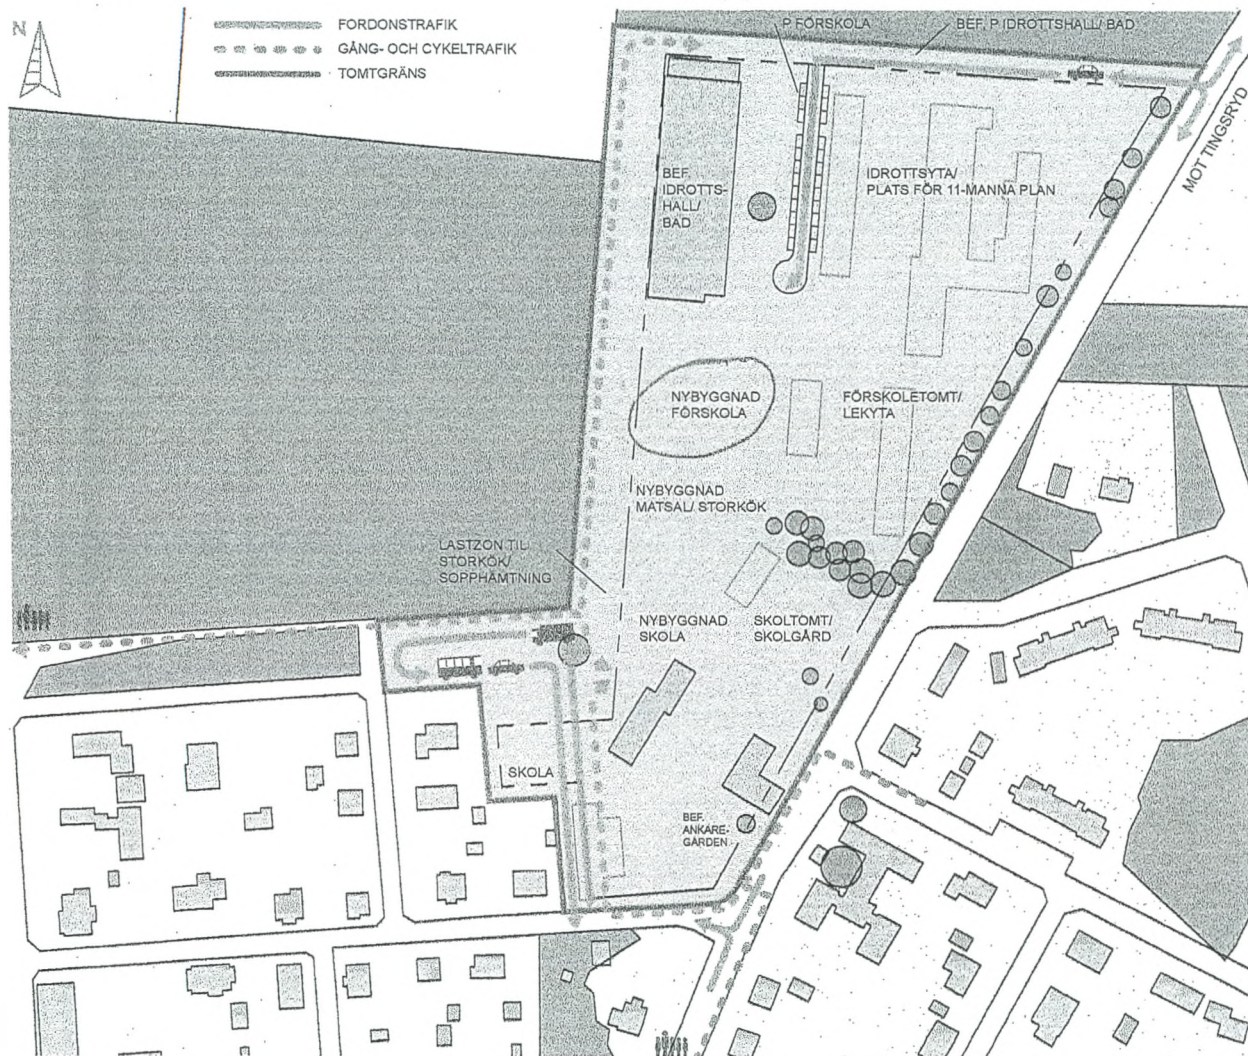 N
FORDONSTRAFIK
GÅNG- OCH CYKELTRAFIK
TOMTGRÄNS
P FÖRSKOLA
BEF. P IDROTTSHALL/ BAD
MOT TINGSRYD
BEF.
IDROTTS-
HALL/
BAD
IDROTTSYTA/
PLATS FÖR 11-MANNA PLAN
NYBYGGNAD
FÖRSKOLA
FÖRSKOLETOMT/
LEKYTA
NYBYGGNAD
MATSAL/ STORKÖK
LASTZON TILL
STORKÖK/
SOPPHÄMTNING
NYBYGGNAD
SKOLA
SKOLTOMT/
SKOLGÅRD
SKOLA
BEF.
ANKARE-
GÅRDEN